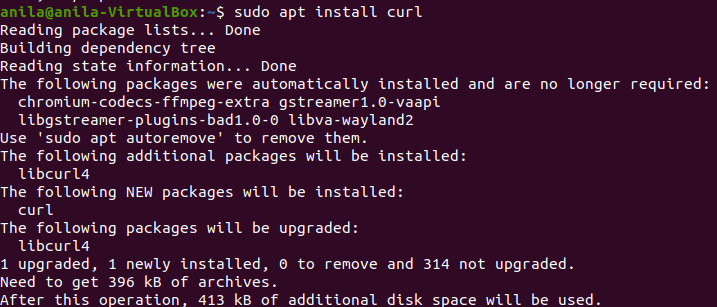 anila@anila-VirtualBox:~$ sudo apt install curl
Reading package lists... Done
Building dependency tree
Reading state information... Done
The following packages were automatically installed and are no longer required:
  chromium-codecs-ffmpeg-extra gstreamer1.0-vaapi
  libgstreamer-plugins-bad1.0-0 libva-wayland2
Use 'sudo apt autoremove' to remove them.
The following additional packages will be installed:
  libcurl4
The following NEW packages will be installed:
  curl
The following packages will be upgraded:
  libcurl4
1 upgraded, 1 newly installed, 0 to remove and 314 not upgraded.
Need to get 396 kB of archives.
After this operation, 413 kB of additional disk space will be used.